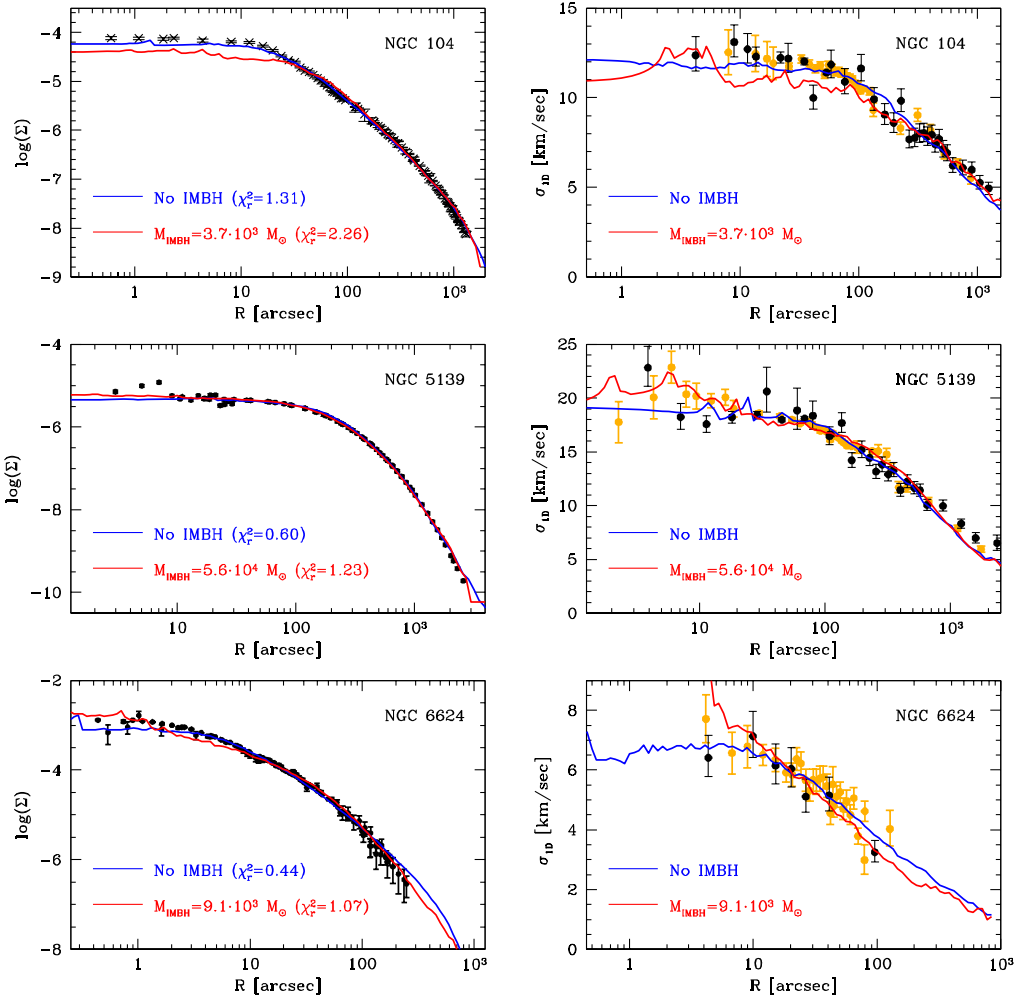 NGC 104
log(Σ)
-4
-5
-6
-7
-8
-9
No IMBH (χ²ᵣ=1.31)
M_IMBH=3.7·10³ M⊙ (χ²ᵣ=2.26)
1 10 100 10³
R [arcsec]
NGC 104
σ₁D [km/sec]
15
10
5
0
No IMBH
M_IMBH=3.7·10³ M⊙
1 10 100 10³
R [arcsec]
NGC 5139
log(Σ)
-4
-6
-8
-10
No IMBH (χ²ᵣ=0.60)
M_IMBH=5.6·10⁴ M⊙ (χ²ᵣ=1.23)
10 100 10³
R [arcsec]
NGC 5139
σ₁D [km/sec]
25
20
15
10
5
0
No IMBH
M_IMBH=5.6·10⁴ M⊙
10 100 10³
R [arcsec]
NGC 6624
log(Σ)
-2
-4
-6
-8
No IMBH (χ²ᵣ=0.44)
M_IMBH=9.1·10³ M⊙ (χ²ᵣ=1.07)
1 10 100 10³
R [arcsec]
NGC 6624
σ₁D [km/sec]
8
6
4
2
0
No IMBH
M_IMBH=9.1·10³ M⊙
1 10 100 10³
R [arcsec]